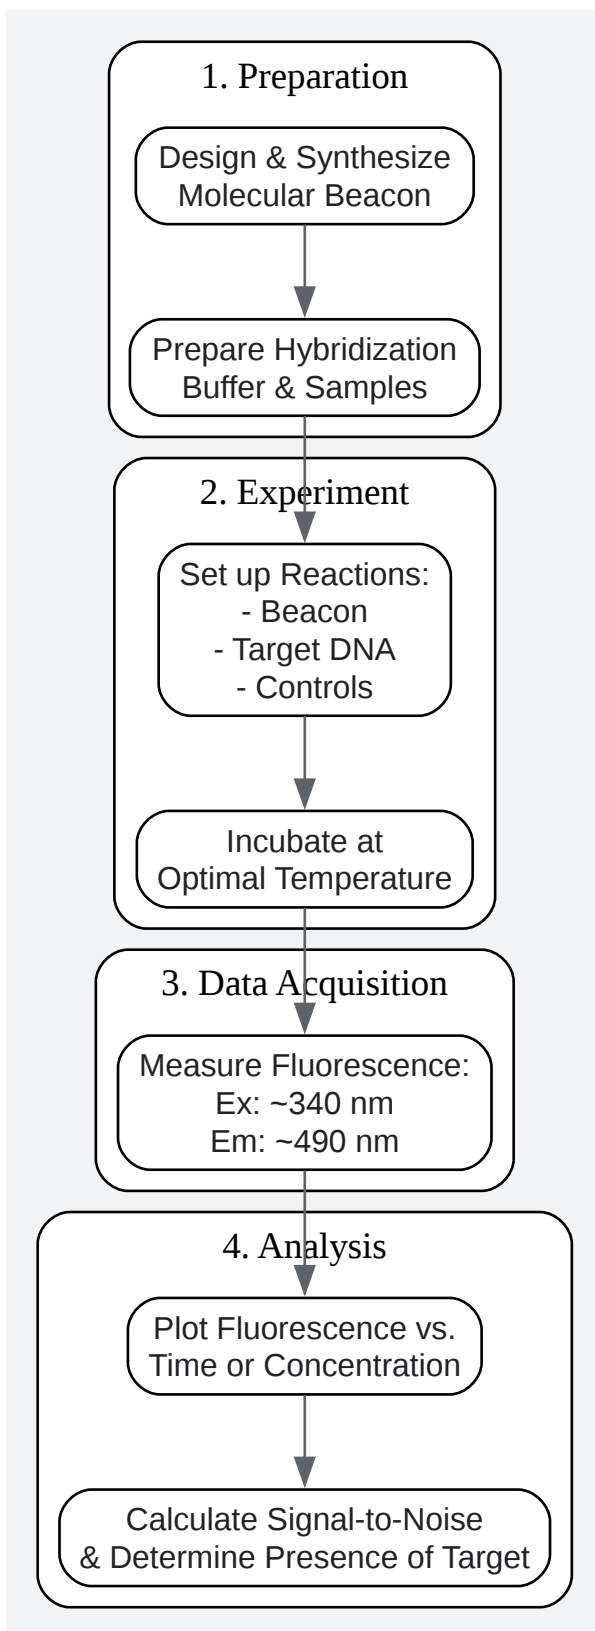 1. Preparation
Design & Synthesize
Molecular Beacon
Prepare Hybridization
Buffer & Samples
2. Experiment
Set up Reactions:
- Beacon
- Target DNA
- Controls
Incubate at
Optimal Temperature
3. Data Acquisition
Measure Fluorescence:
Ex: ~340 nm
Em: ~490 nm
4. Analysis
Plot Fluorescence vs.
Time or Concentration
Calculate Signal-to-Noise
& Determine Presence of Target